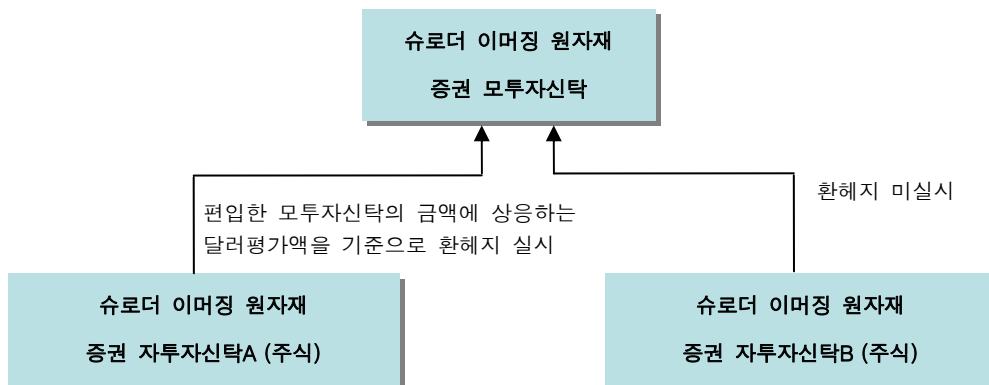 슈로더 이머징 원자재
증권 모투자신탁
환헤지 미실시
편입한 모투자신탁의 금액에 상응하는
달러평가액을 기준으로 환헤지 실시
슈로더 이머징 원자재
증권 자투자신탁A (주식)
슈로더 이머징 원자재
증권 자투자신탁B (주식)